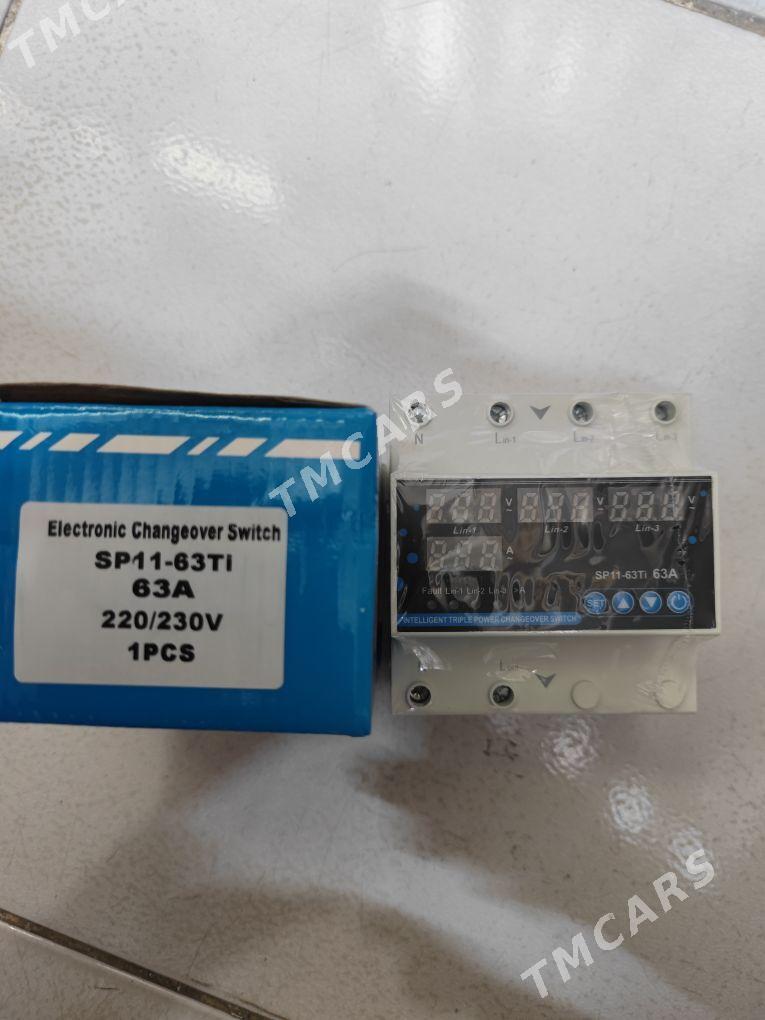 TMCARS
TMCARS
TMCARS
Electronic Changeover Switch
SP11-63Ti
63A
220/230V
1PCS
N Lin-1 Lin-2 Lin-3
V V V
Lin-1 Lin-2 Lin-3
A
SP11-63Ti 63A
Fault Lin-1 Lin-2 Lin-3 >A
SET
INTELLIGENT TRIPLE POWER CHANGEOVER SWITCH